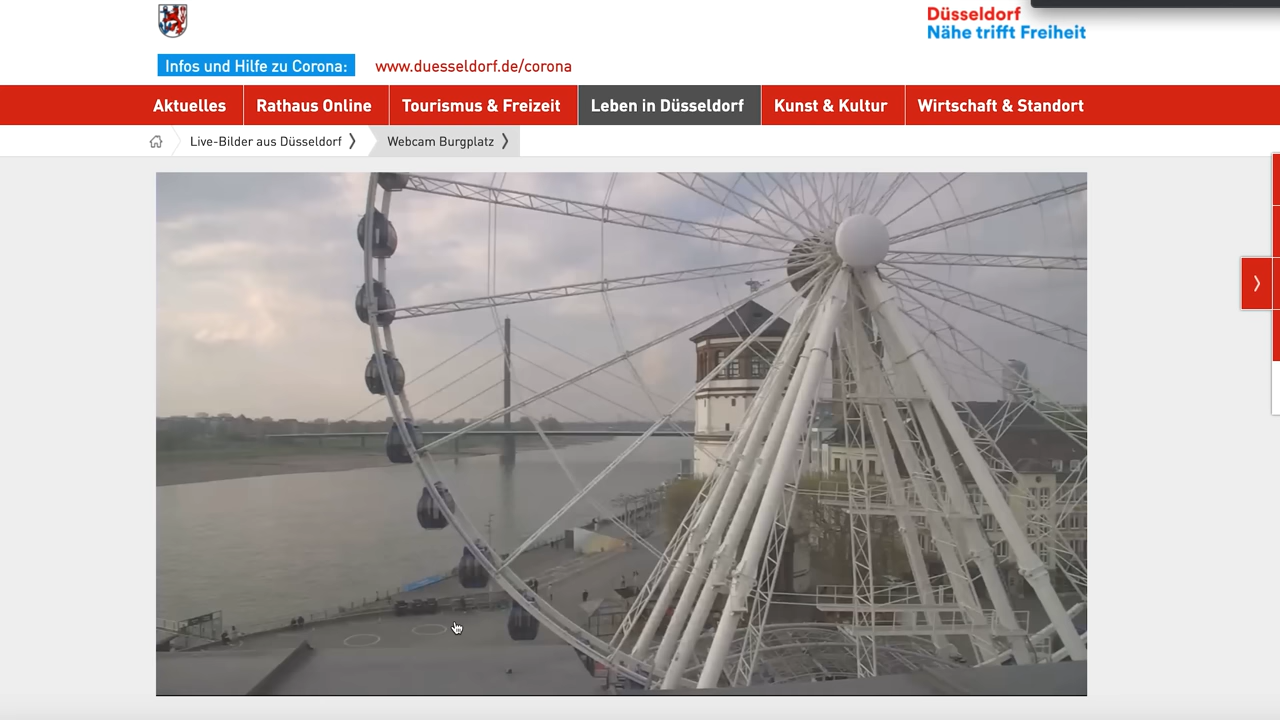 Düsseldorf
Nähe trifft Freiheit
Infos und Hilfe zu Corona: www.duesseldorf.de/corona
Aktuelles Rathaus Online Tourismus & Freizeit Leben in Düsseldorf Kunst & Kultur Wirtschaft & Standort
Live-Bilder aus Düsseldorf Webcam Burgplatz